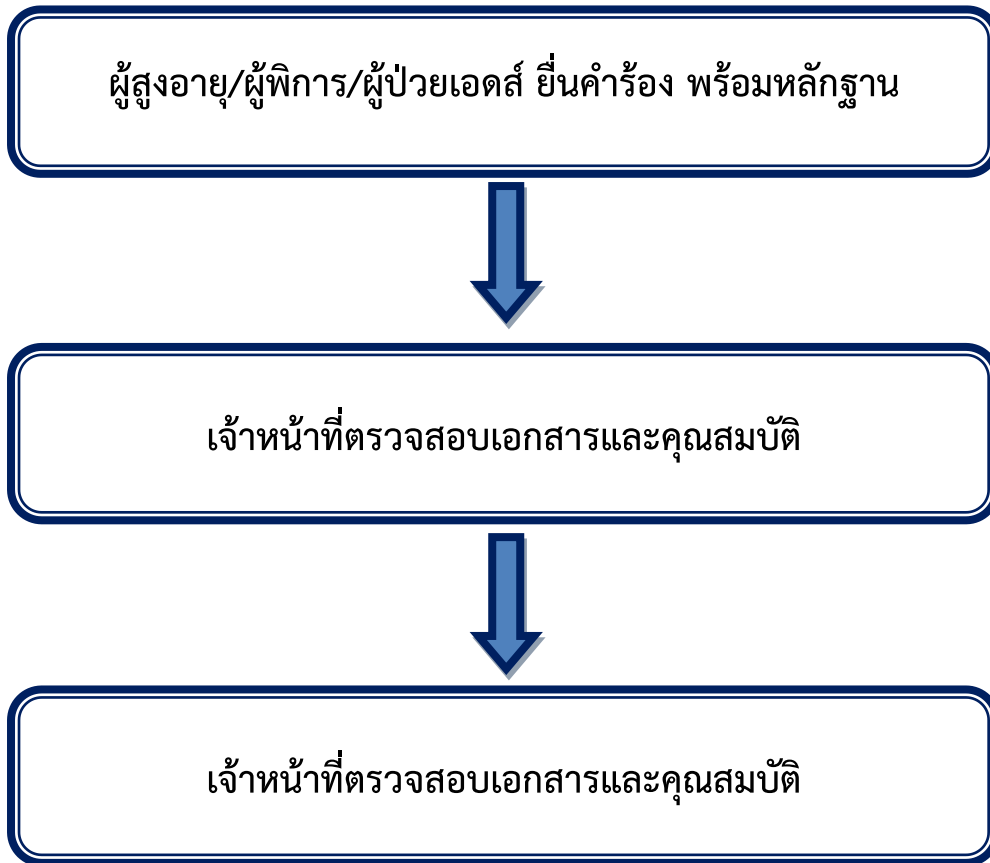 ผู้สูงอายุ/ผู้พิการ/ผู้ป่วยเอดส์ ยื่นคำร้อง พร้อมหลักฐาน
เจ้าหน้าที่ตรวจสอบเอกสารและคุณสมบัติ
เจ้าหน้าที่ตรวจสอบเอกสารและคุณสมบัติ